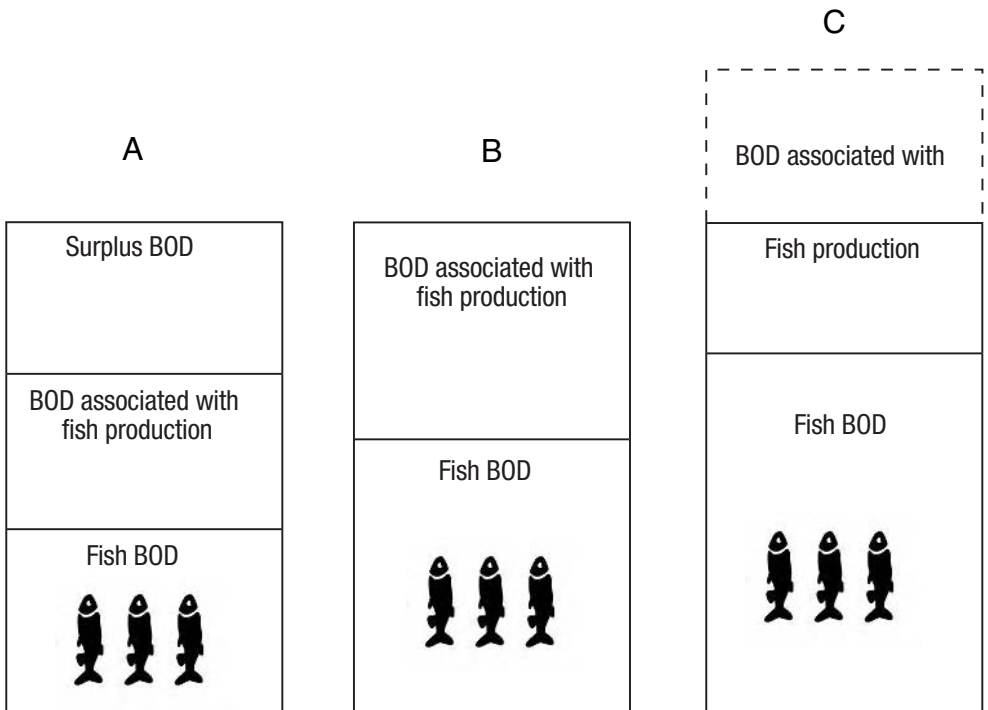 A
Surplus BOD
BOD associated with
fish production
Fish BOD
B
BOD associated with
fish production
Fish BOD
C
BOD associated with
Fish production
Fish BOD